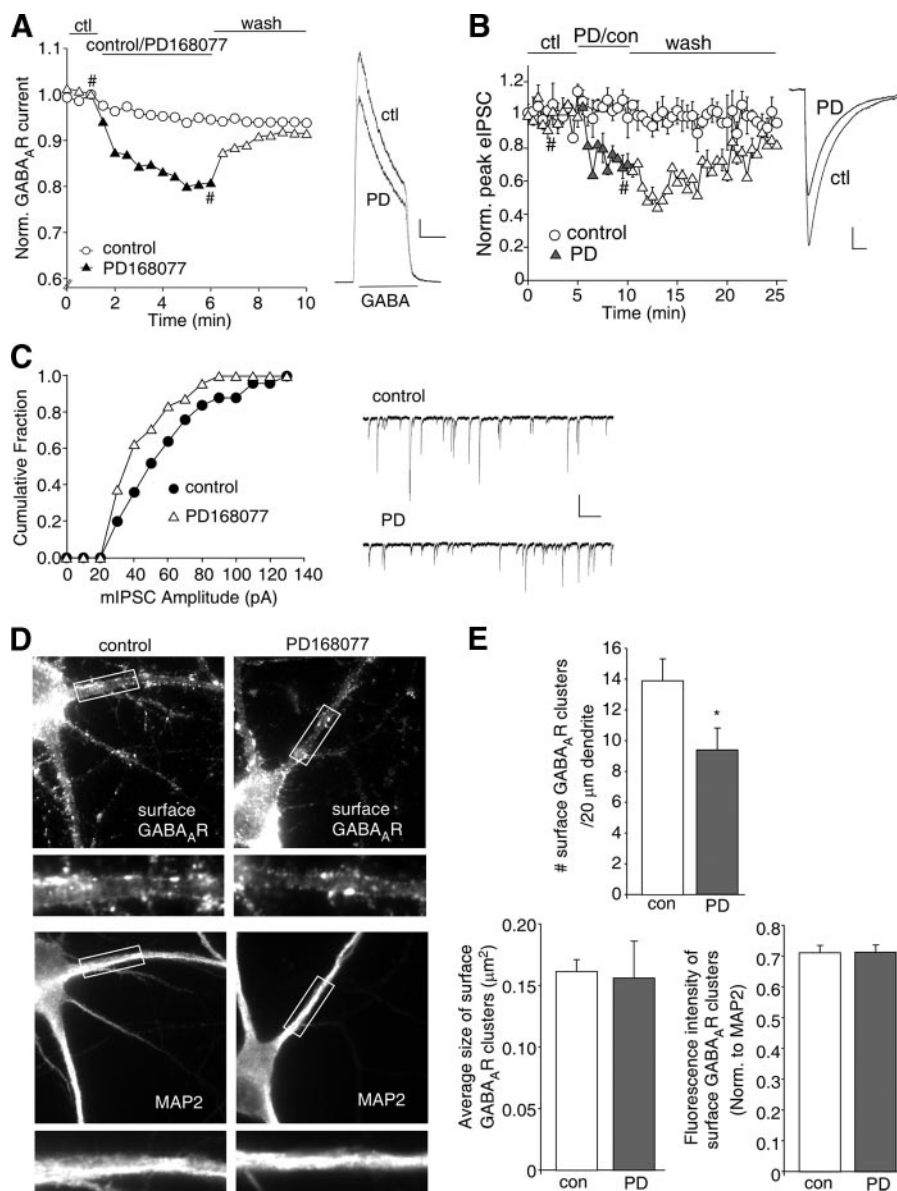 A
ctl
control/PD168077
wash
Norm. GABA_AR current
1.1
1.0
0.9
0.8
0.7
0.6
#
#
control
PD168077
0 2 4 6 8 10
Time (min)
ctl
PD
GABA
B
ctl PD/con wash
Norm. peak eIPSC
1.2
1
0.8
0.6
0.4
0.2
0
#
#
control
PD
0 5 10 15 20 25
Time (min)
PD
ctl
C
Cumulative Fraction
1.0
0.8
0.6
0.4
0.2
0.0
control
PD168077
0 20 40 60 80 100 120 140
mIPSC Amplitude (pA)
control
PD
D
control PD168077
surface
GABA_AR
surface
GABA_AR
MAP2
MAP2
E
# surface GABA_AR clusters
/20 μm dendrite
16
14
12
10
8
6
4
2
0
*
con PD
Average size of surface
GABA_AR clusters (μm²)
0.20
0.15
0.10
0.05
0
con PD
Fluorescence intensity of
surface GABA_AR clusters
(Norm. to MAP2)
0.8
0.7
0.6
0.5
0.4
0.3
0.2
0.1
0
con PD